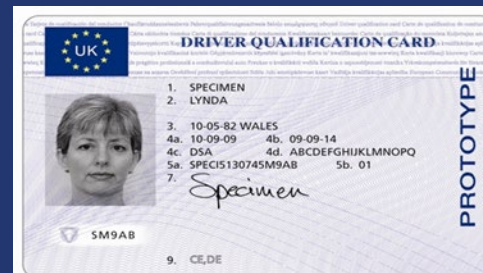 UK
DRIVER QUALIFICATION CARD
1. SPECIMEN
2. LYNDA
3. 10-05-82 WALES
4a. 10-09-09 4b. 09-09-14
4c. DSA 4d. ABCDEFGHIJKLMNOPQ
5a. SPECI5130745M9AB 5b. 01
7. Specimen
SM9AB
9. CE,DE
PROTOTYPE